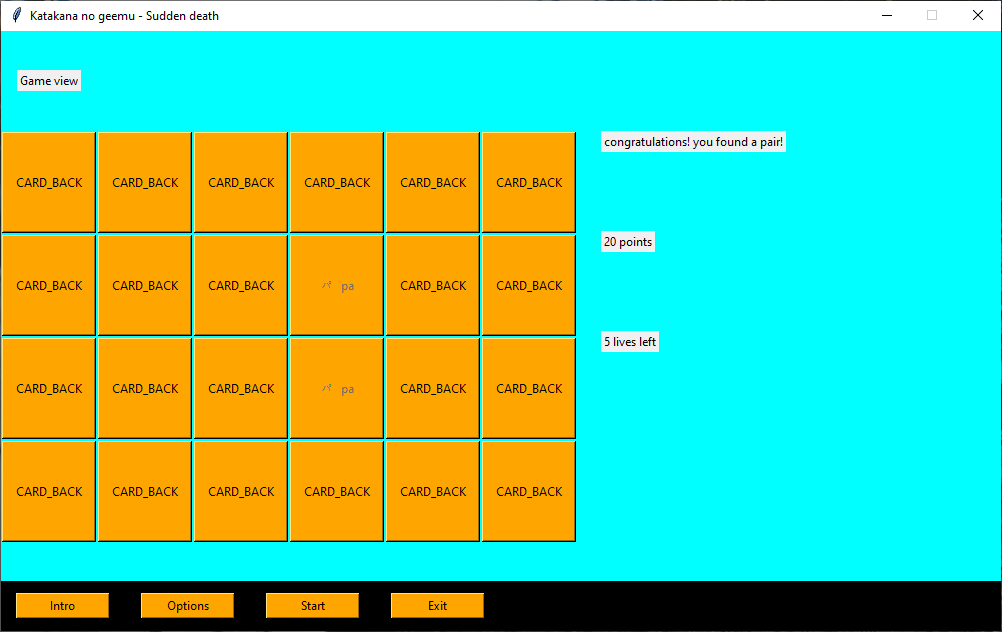 Katakana no geemu - Sudden death
Game view
congratulations! you found a pair!
CARD_BACK CARD_BACK CARD_BACK CARD_BACK CARD_BACK CARD_BACK
20 points
CARD_BACK CARD_BACK CARD_BACK パ pa CARD_BACK CARD_BACK
5 lives left
CARD_BACK CARD_BACK CARD_BACK パ pa CARD_BACK CARD_BACK
CARD_BACK CARD_BACK CARD_BACK CARD_BACK CARD_BACK CARD_BACK
Intro Options Start Exit